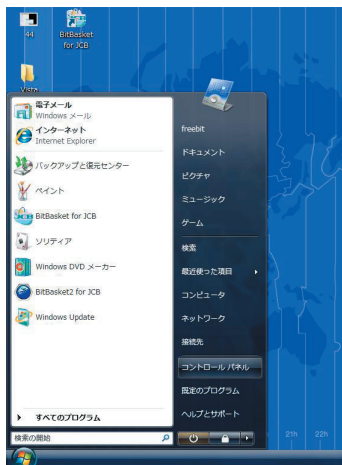 44
BitBasket
for JCB
Vista
電子メール
Windows メール
インターネット
Internet Explorer
バックアップと復元センター
ペイント
BitBasket for JCB
ソリティア
Windows DVD メーカー
BitBasket2 for JCB
Windows Update
すべてのプログラム
検索の開始
freebit
ドキュメント
ピクチャ
ミュージック
ゲーム
検索
最近使った項目
コンピュータ
ネットワーク
接続先
コントロール パネル
既定のプログラム
ヘルプとサポート
21h 22h